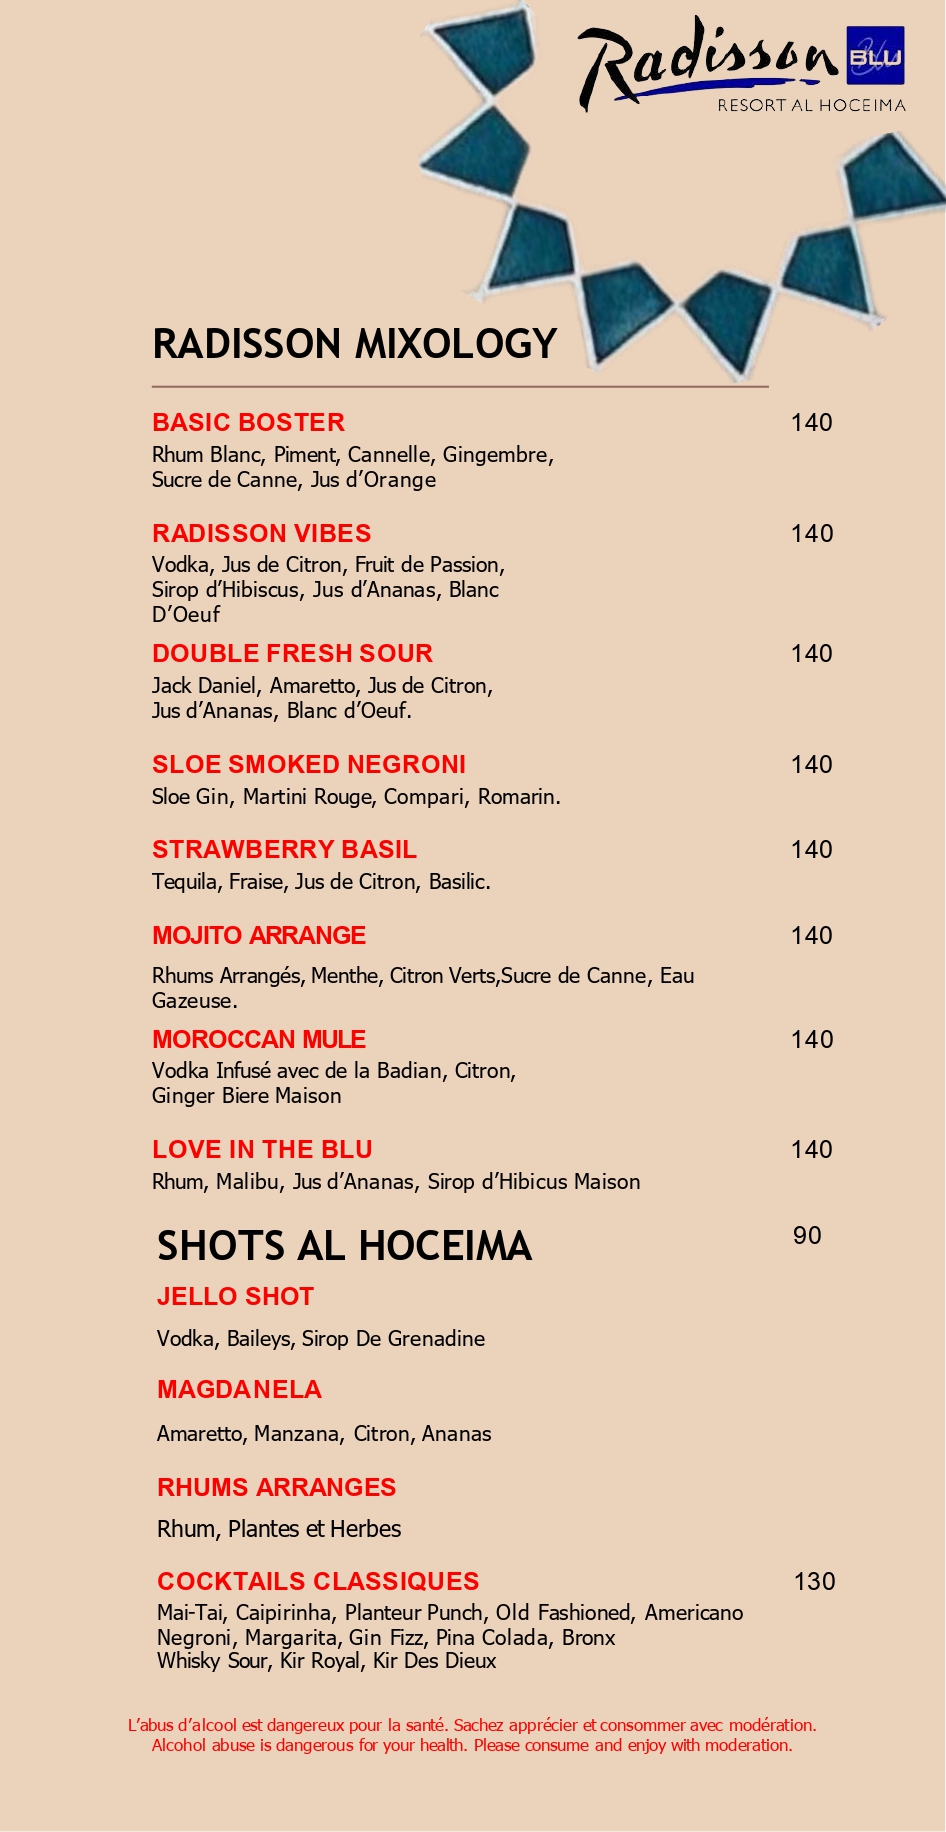 Radisson BLU
RESORT AL HOCEIMA
RADISSON MIXOLOGY
BASIC BOSTER 140
Rhum Blanc, Piment, Cannelle, Gingembre,
Sucre de Canne, Jus d’Orange
RADISSON VIBES 140
Vodka, Jus de Citron, Fruit de Passion,
Sirop d’Hibiscus, Jus d’Ananas, Blanc
D’Oeuf
DOUBLE FRESH SOUR 140
Jack Daniel, Amaretto, Jus de Citron,
Jus d’Ananas, Blanc d’Oeuf.
SLOE SMOKED NEGRONI 140
Sloe Gin, Martini Rouge, Compari, Romarin.
STRAWBERRY BASIL 140
Tequila, Fraise, Jus de Citron, Basilic.
MOJITO ARRANGE 140
Rhums Arrangés, Menthe, Citron Verts,Sucre de Canne, Eau
Gazeuse.
MOROCCAN MULE 140
Vodka Infusé avec de la Badian, Citron,
Ginger Biere Maison
LOVE IN THE BLU 140
Rhum, Malibu, Jus d’Ananas, Sirop d’Hibicus Maison
SHOTS AL HOCEIMA 90
JELLO SHOT
Vodka, Baileys, Sirop De Grenadine
MAGDANELA
Amaretto, Manzana, Citron, Ananas
RHUMS ARRANGES
Rhum, Plantes et Herbes
COCKTAILS CLASSIQUES 130
Mai-Tai, Caipirinha, Planteur Punch, Old Fashioned, Americano
Negroni, Margarita, Gin Fizz, Pina Colada, Bronx
Whisky Sour, Kir Royal, Kir Des Dieux
L’abus d’alcool est dangereux pour la santé. Sachez apprécier et consommer avec modération.
Alcohol abuse is dangerous for your health. Please consume and enjoy with moderation.